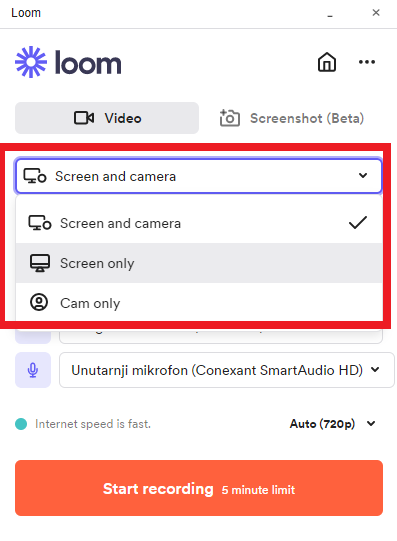 Loom
loom
Video
Screenshot (Beta)
Screen and camera
Screen and camera
Screen only
Cam only
Unutarnji mikrofon (Conexant SmartAudio HD)
Internet speed is fast.
Auto (720p)
Start recording 5 minute limit